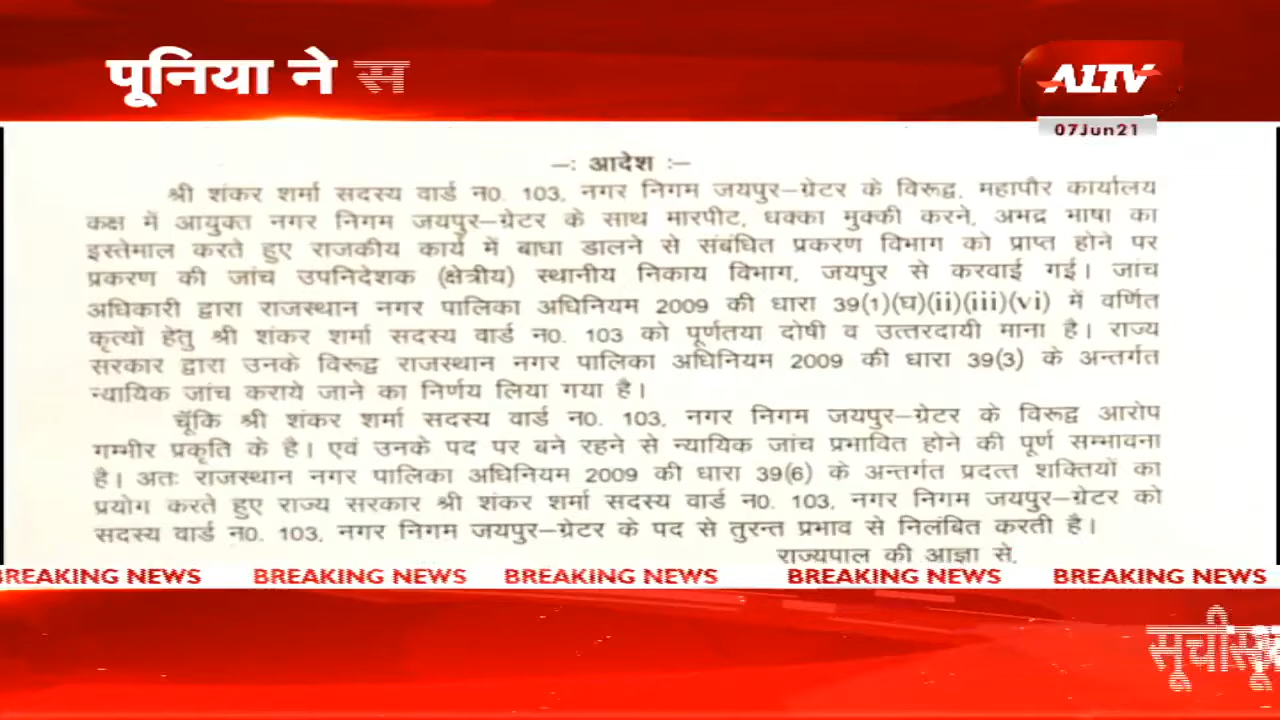 पूनिया ने स
ALTV
07Jun21
-: आदेश :-
श्री शंकर शर्मा सदस्य वार्ड न0. 103, नगर निगम जयपुर-ग्रेटर के विरूद्व, महापौर कार्यालय
कक्ष में आयुक्त नगर निगम जयपुर-ग्रेटर के साथ मारपीट, धक्का मुक्की करने, अभद्र भाषा का
इस्तेमाल करते हुए राजकीय कार्य में बाधा डालने से संबंधित प्रकरण विभाग को प्राप्त होने पर
प्रकरण की जांच उपनिदेशक (क्षेत्रीय) स्थानीय निकाय विभाग, जयपुर से करवाई गई। जांच
अधिकारी द्वारा राजस्थान नगर पालिका अधिनियम 2009 की धारा 39(1)(घ)(ii)(iii)(vi) में वर्णित
कृत्यों हेतु श्री शंकर शर्मा सदस्य वार्ड न0. 103 को पूर्णतया दोषी व उत्तरदायी माना है। राज्य
सरकार द्वारा उनके विरूद्व राजस्थान नगर पालिका अधिनियम 2009 की धारा 39(3) के अन्तर्गत
न्यायिक जांच कराये जाने का निर्णय लिया गया है।
चूँकि श्री शंकर शर्मा सदस्य वार्ड न0. 103, नगर निगम जयपुर-ग्रेटर के विरूद्व आरोप
गम्भीर प्रकृति के है। एवं उनके पद पर बने रहने से न्यायिक जांच प्रभावित होने की पूर्ण सम्भावना
है। अतः राजस्थान नगर पालिका अधिनियम 2009 की धारा 39(6) के अन्तर्गत प्रदत्त शक्तियों का
प्रयोग करते हुए राज्य सरकार श्री शंकर शर्मा सदस्य वार्ड न0. 103, नगर निगम जयपुर-ग्रेटर को
सदस्य वार्ड न0. 103, नगर निगम जयपुर-ग्रेटर के पद से तुरन्त प्रभाव से निलंबित करती है।
राज्यपाल की आज्ञा से,
BREAKING NEWS BREAKING NEWS BREAKING NEWS BREAKING NEWS BREAKING NEWS